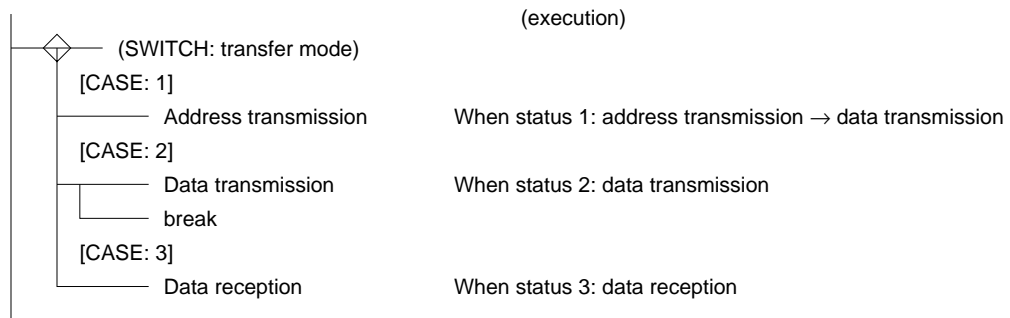 (execution)
(SWITCH: transfer mode)
[CASE: 1]
Address transmission When status 1: address transmission → data transmission
[CASE: 2]
Data transmission When status 2: data transmission
break
[CASE: 3]
Data reception When status 3: data reception